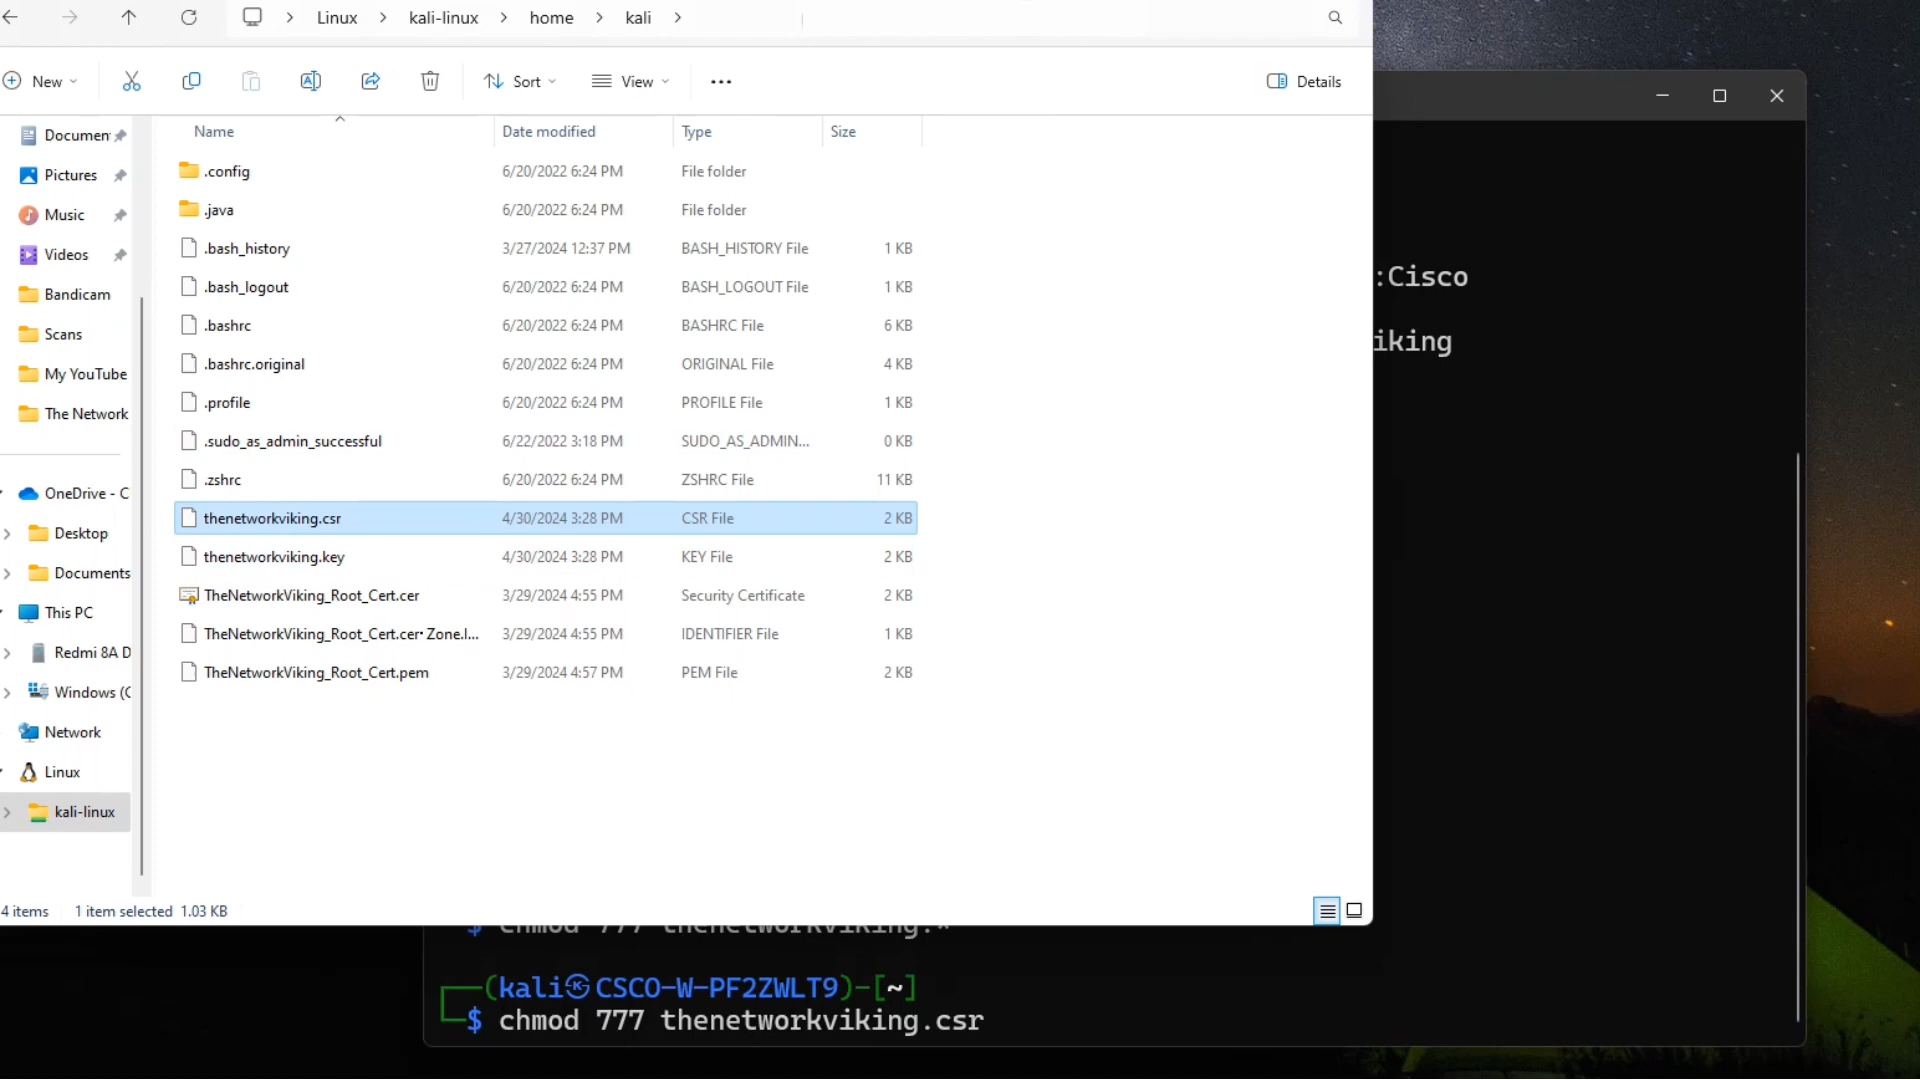 Linux > kali-linux > home > kali >
New
Sort
View
Details
Name Date modified Type Size
Documen
Pictures
Music
Videos
Bandicam
Scans
My YouTube
The Network
OneDrive - C
Desktop
Documents
This PC
Redmi 8A D
Windows (C
Network
Linux
kali-linux
.config 6/20/2022 6:24 PM File folder
.java 6/20/2022 6:24 PM File folder
.bash_history 3/27/2024 12:37 PM BASH_HISTORY File 1 KB
.bash_logout 6/20/2022 6:24 PM BASH_LOGOUT File 1 KB
.bashrc 6/20/2022 6:24 PM BASHRC File 6 KB
.bashrc.original 6/20/2022 6:24 PM ORIGINAL File 4 KB
.profile 6/20/2022 6:24 PM PROFILE File 1 KB
.sudo_as_admin_successful 6/22/2022 3:18 PM SUDO_AS_ADMIN... 0 KB
.zshrc 6/20/2022 6:24 PM ZSHRC File 11 KB
thenetworkviking.csr 4/30/2024 3:28 PM CSR File 2 KB
thenetworkviking.key 4/30/2024 3:28 PM KEY File 2 KB
TheNetworkViking_Root_Cert.cer 3/29/2024 4:55 PM Security Certificate 2 KB
TheNetworkViking_Root_Cert.cer· Zone.I... 3/29/2024 4:55 PM IDENTIFIER File 1 KB
TheNetworkViking_Root_Cert.pem 3/29/2024 4:57 PM PEM File 2 KB
4 items 1 item selected 1.03 KB
:Cisco
iking
$ chmod 777 thenetworkviking.*
(kali㉿CSCO-W-PF2ZWLT9)-[~]
$ chmod 777 thenetworkviking.csr